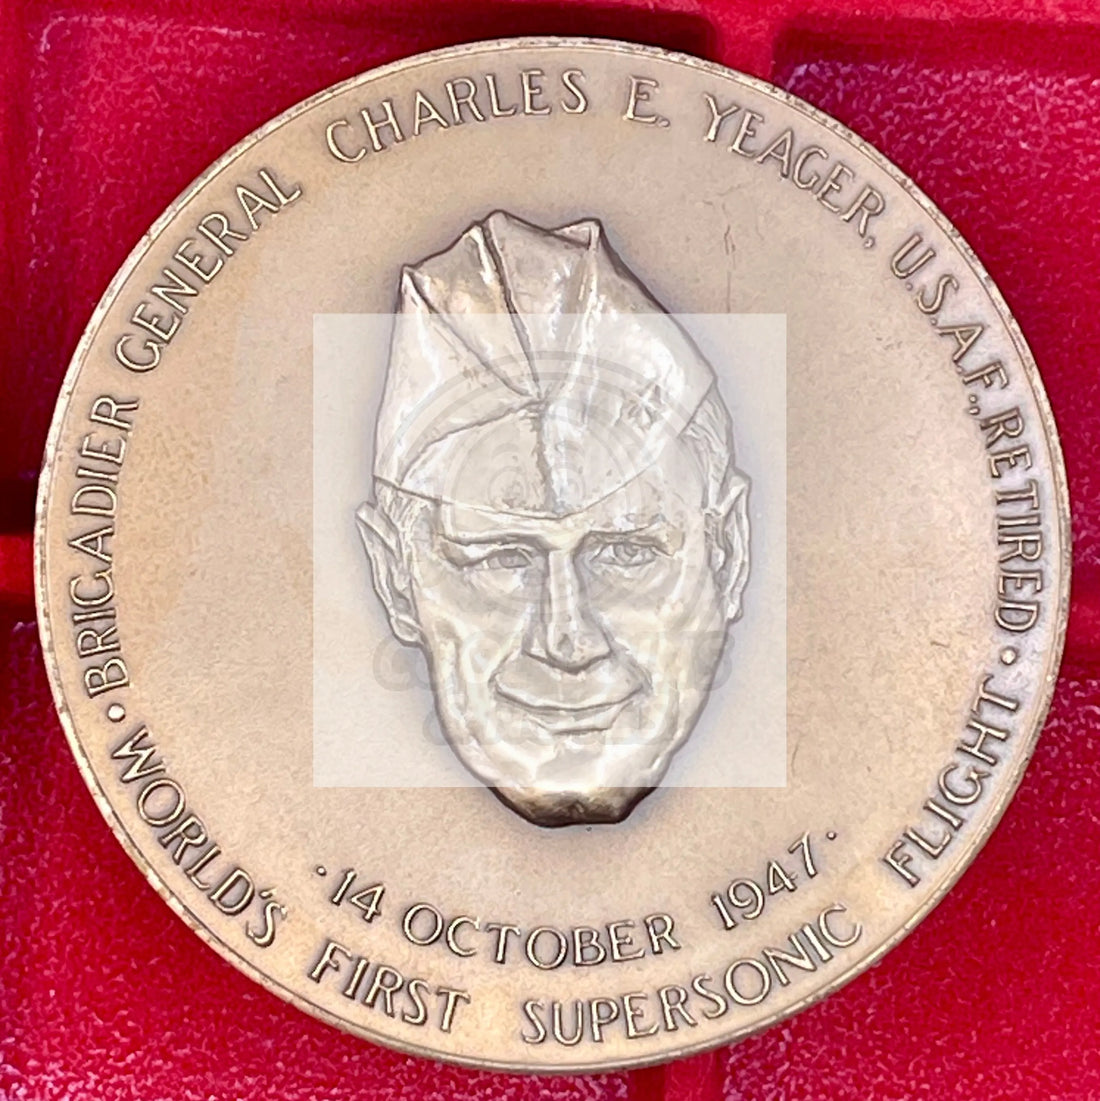 · BRIGADIER GENERAL CHARLES E. YEAGER, U.S.A.F., RETIRED ·
WORLD'S FIRST SUPERSONIC FLIGHT
· 14 OCTOBER 1947 ·